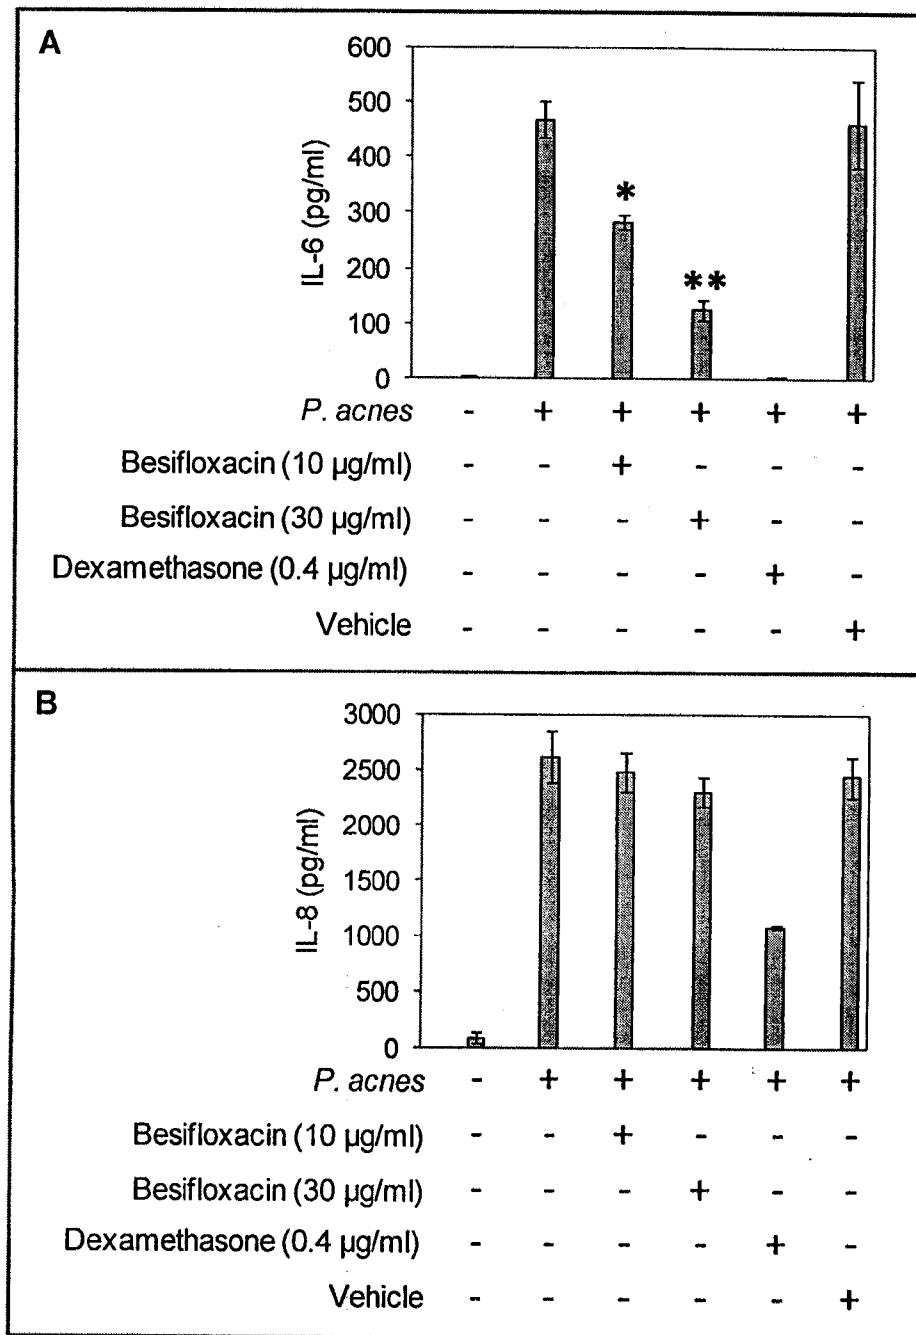 A
600
500
400
300
200
100
0
IL-6 (pg/ml)
*
**
P. acnes - + + + + +
Besifloxacin (10 µg/ml) - - + - - -
Besifloxacin (30 µg/ml) - - - + - -
Dexamethasone (0.4 µg/ml) - - - - + -
Vehicle - - - - - +
B
3000
2500
2000
1500
1000
500
0
IL-8 (pg/ml)
P. acnes - + + + + +
Besifloxacin (10 µg/ml) - - + - - -
Besifloxacin (30 µg/ml) - - - + - -
Dexamethasone (0.4 µg/ml) - - - - + -
Vehicle - - - - - +